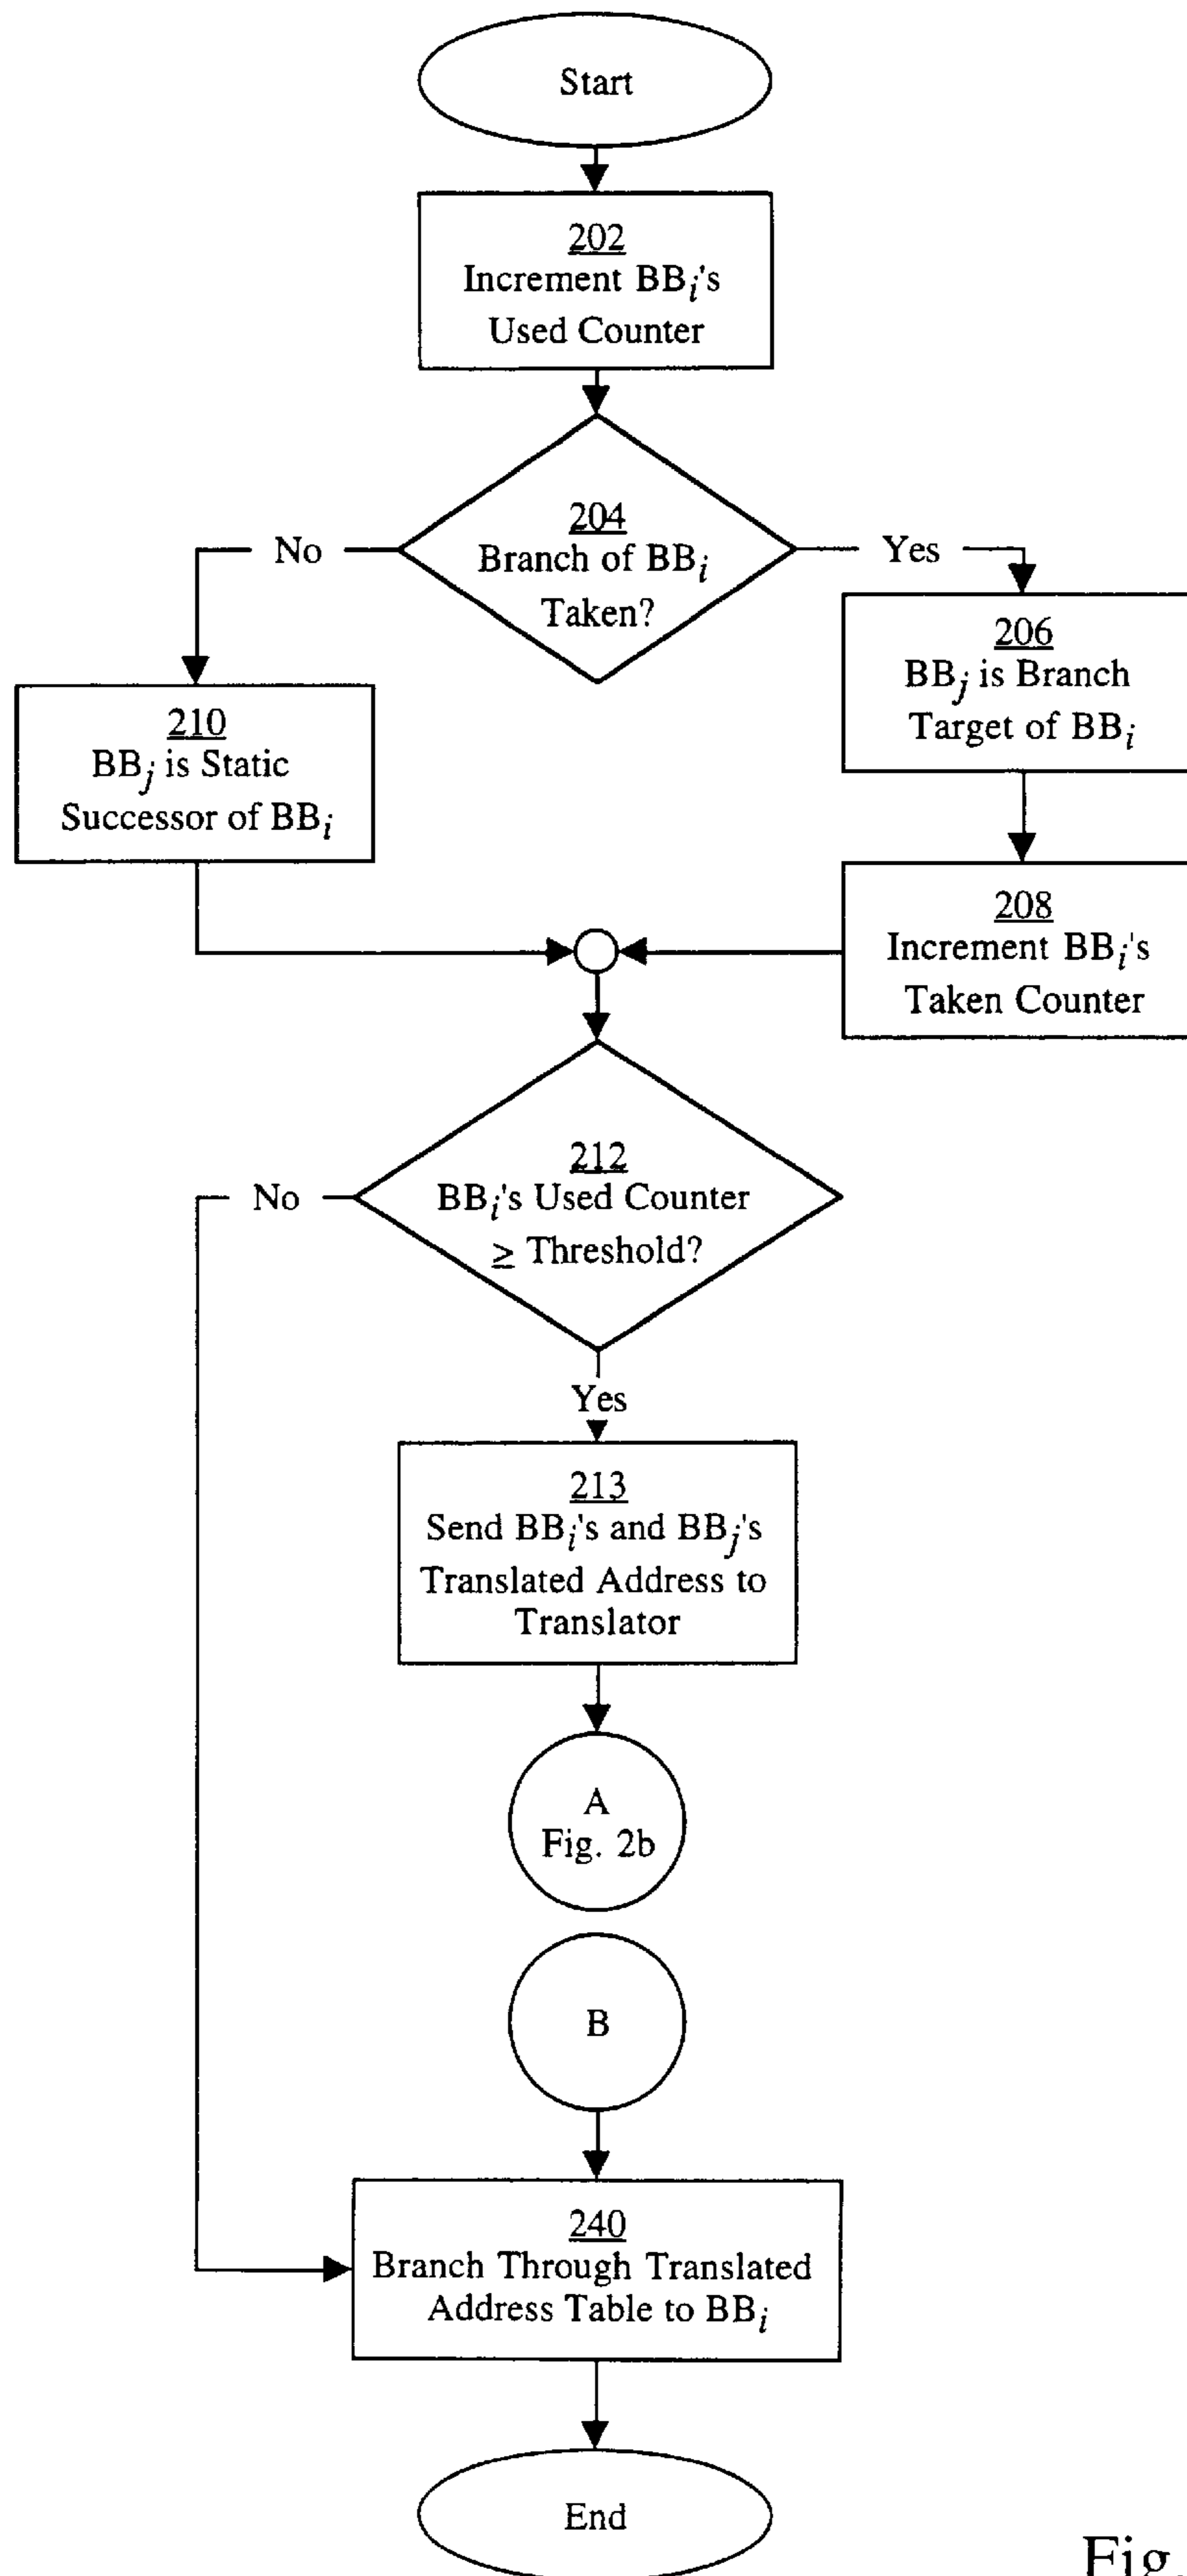 Start
202
Increment BBi's
Used Counter
204
Branch of BBi
Taken?
No
Yes
206
BBj is Branch
Target of BBi
210
BBj is Static
Successor of BBi
208
Increment BBi's
Taken Counter
212
BBi's Used Counter
≥ Threshold?
No
Yes
213
Send BBi's and BBj's
Translated Address to
Translator
A
Fig. 2b
B
240
Branch Through Translated
Address Table to BBi
End
Fig.